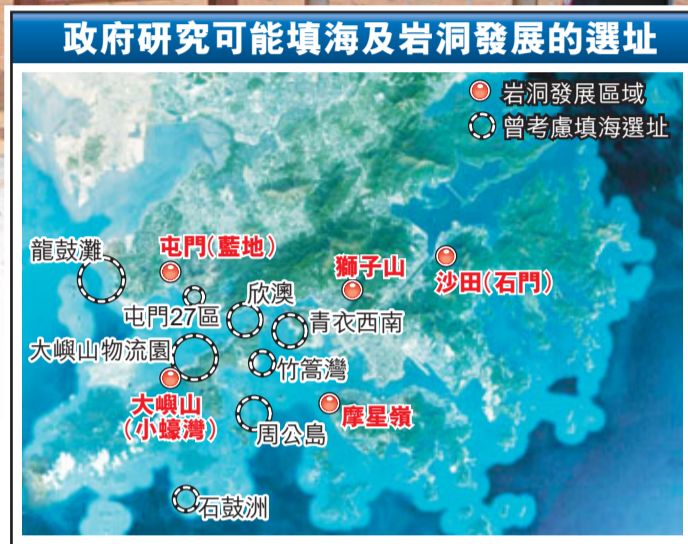 政府研究可能填海及岩洞發展的選址
岩洞發展區域
曾考慮填海選址
龍鼓灘
屯門(藍地)
獅子山
沙田(石門)
屯門27區
欣澳
青衣西南
大嶼山物流園
竹篙灣
大嶼山
(小蠔灣)
摩星嶺
周公島
石鼓洲